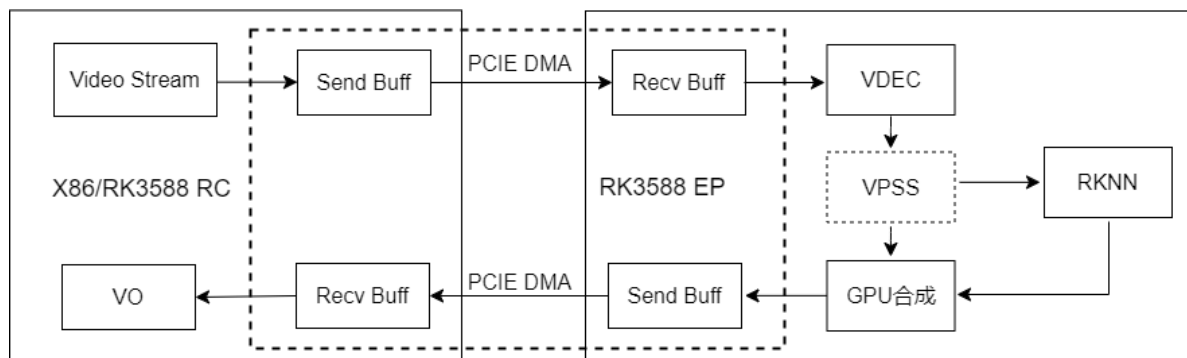 Video Stream
Send Buff
PCIE DMA
Recv Buff
VDEC
X86/RK3588 RC
RK3588 EP
VPSS
RKNN
VO
Recv Buff
PCIE DMA
Send Buff
GPU合成